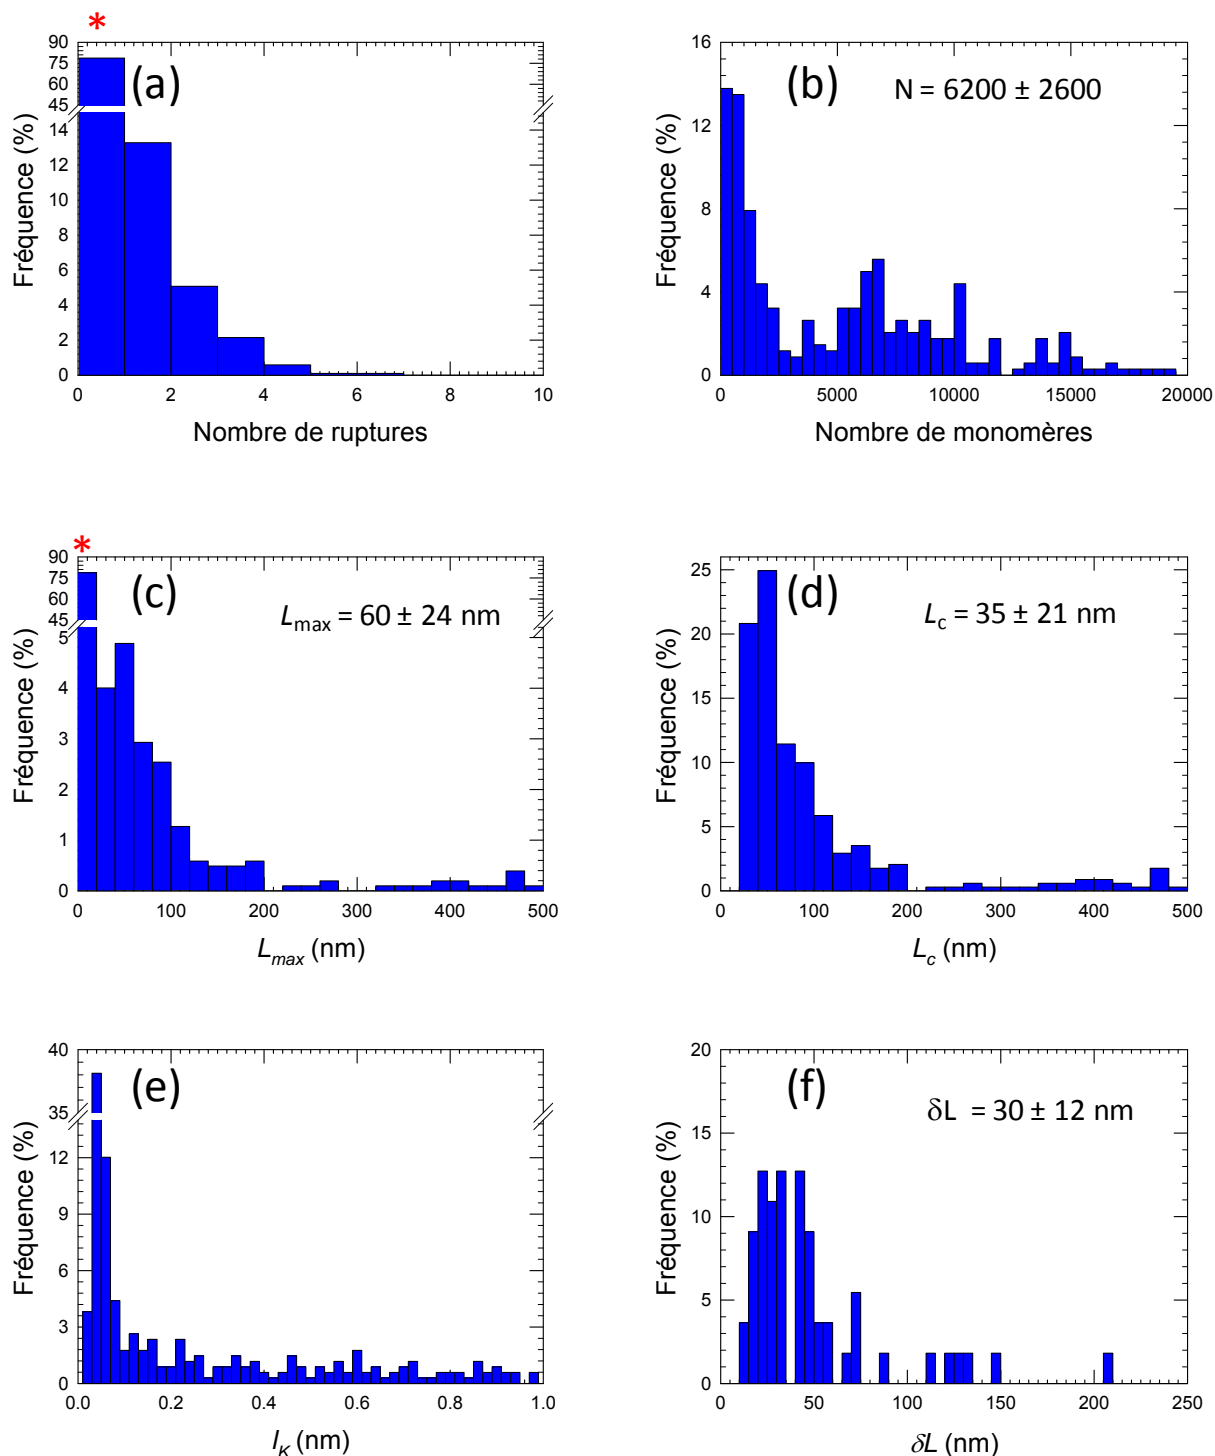 *
90
75
60
45
14
12
10
8
6
4
2
0
Fréquence (%)
(a)
0 2 4 6 8 10
Nombre de ruptures
16
12
8
4
0
Fréquence (%)
(b)
N = 6200 ± 2600
0 5000 10000 15000 20000
Nombre de monomères
*
90
75
60
45
5
4
3
2
1
0
Fréquence (%)
(c)
Lmax = 60 ± 24 nm
0 100 200 300 400 500
Lmax (nm)
25
20
15
10
5
0
Fréquence (%)
(d)
Lc = 35 ± 21 nm
0 100 200 300 400 500
Lc (nm)
40
35
12
9
6
3
0
Fréquence (%)
(e)
0.0 0.2 0.4 0.6 0.8 1.0
lK (nm)
20
15
10
5
0
Fréquence (%)
(f)
δL = 30 ± 12 nm
0 50 100 150 200 250
δL (nm)